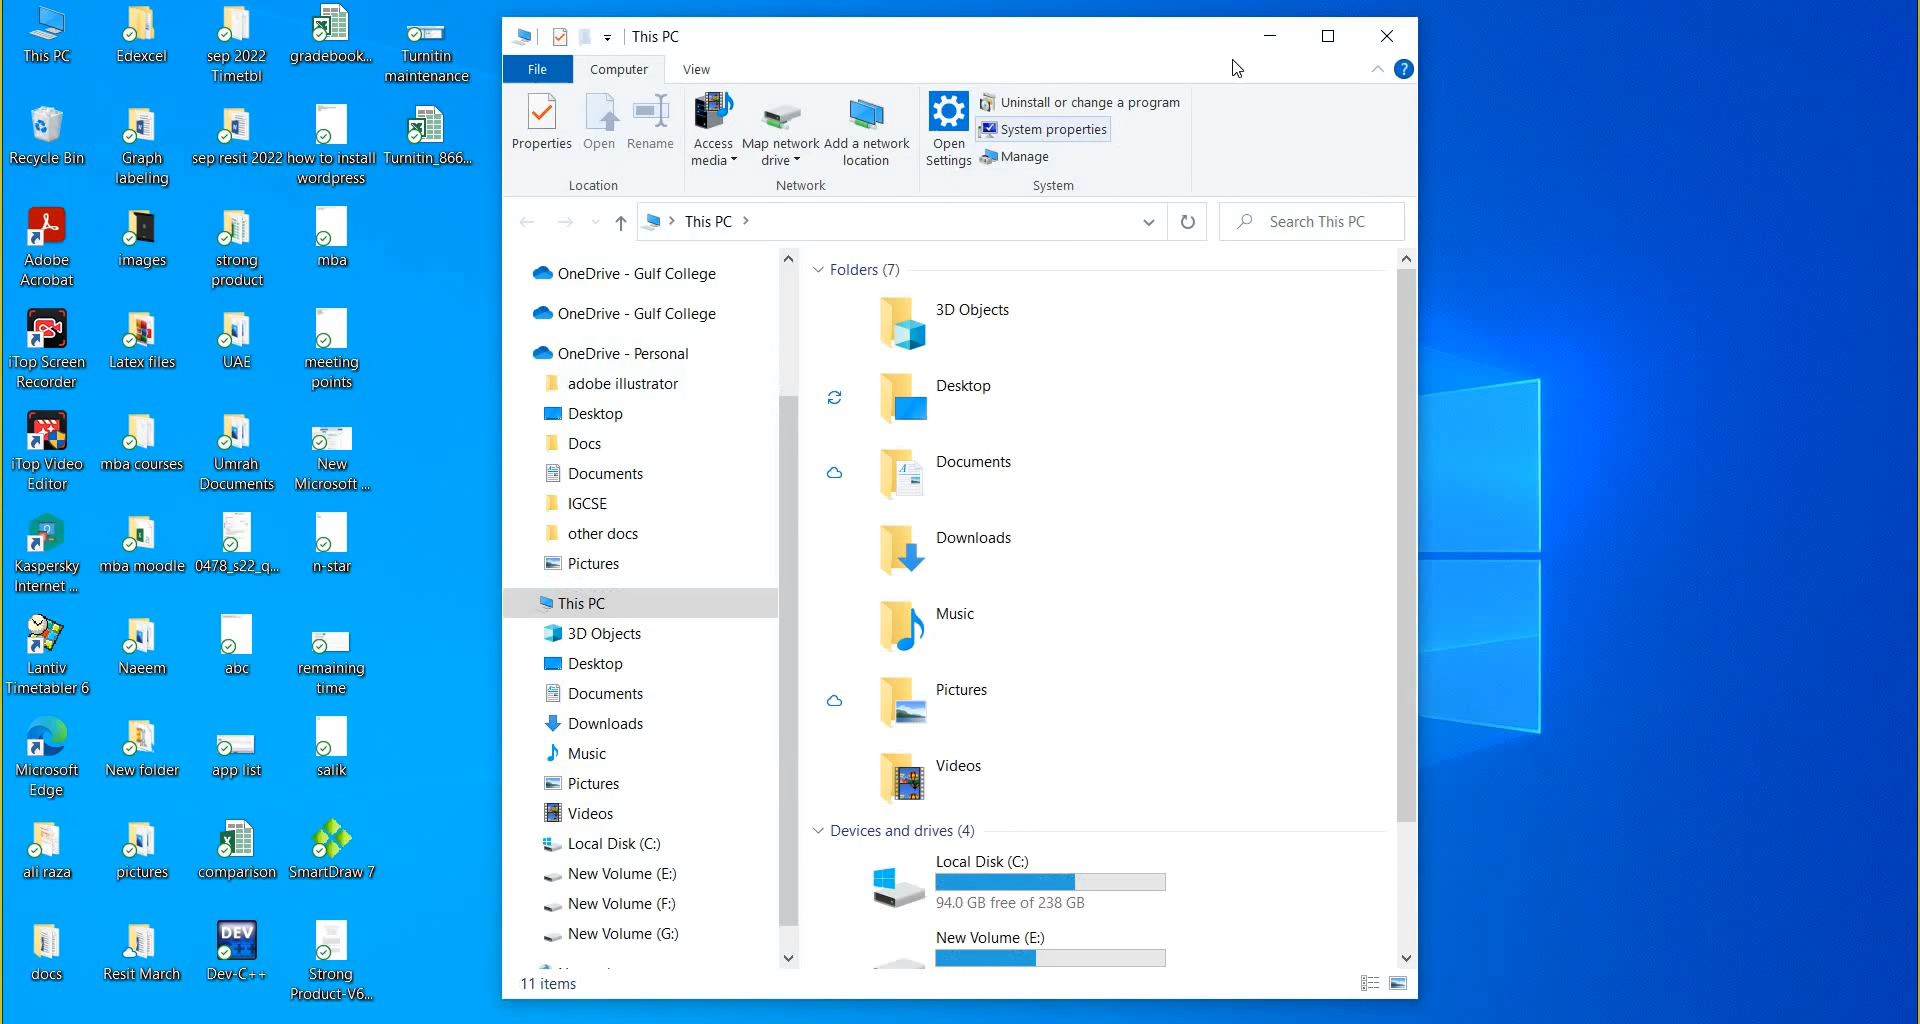 This PC
Edexcel
sep 2022
Timetbl
gradebook...
Turnitin
maintenance
Recycle Bin
Graph
labeling
sep resit 2022
how to install
wordpress
Turnitin_866...
Adobe
Acrobat
images
strong
product
mba
iTop Screen
Recorder
Latex files
UAE
meeting
points
iTop Video
Editor
mba courses
Umrah
Documents
New
Microsoft ...
Kaspersky
Internet ...
mba moodle
0478_s22_q...
n-star
Lantiv
Timetabler 6
Naeem
abc
remaining
time
Microsoft
Edge
New folder
app list
salik
ali raza
pictures
comparison
SmartDraw 7
docs
Resit March
DEV
Dev-C++
Strong
Product-V6...
This PC
File
Computer
View
Properties
Open
Rename
Location
Access
media
Map network
drive
Add a network
location
Network
Open
Settings
Uninstall or change a program
System properties
Manage
System
This PC
Search This PC
OneDrive - Gulf College
OneDrive - Gulf College
OneDrive - Personal
adobe illustrator
Desktop
Docs
Documents
IGCSE
other docs
Pictures
This PC
3D Objects
Desktop
Documents
Downloads
Music
Pictures
Videos
Local Disk (C:)
New Volume (E:)
New Volume (F:)
New Volume (G:)
Folders (7)
3D Objects
Desktop
Documents
Downloads
Music
Pictures
Videos
Devices and drives (4)
Local Disk (C:)
94.0 GB free of 238 GB
New Volume (E:)
11 items